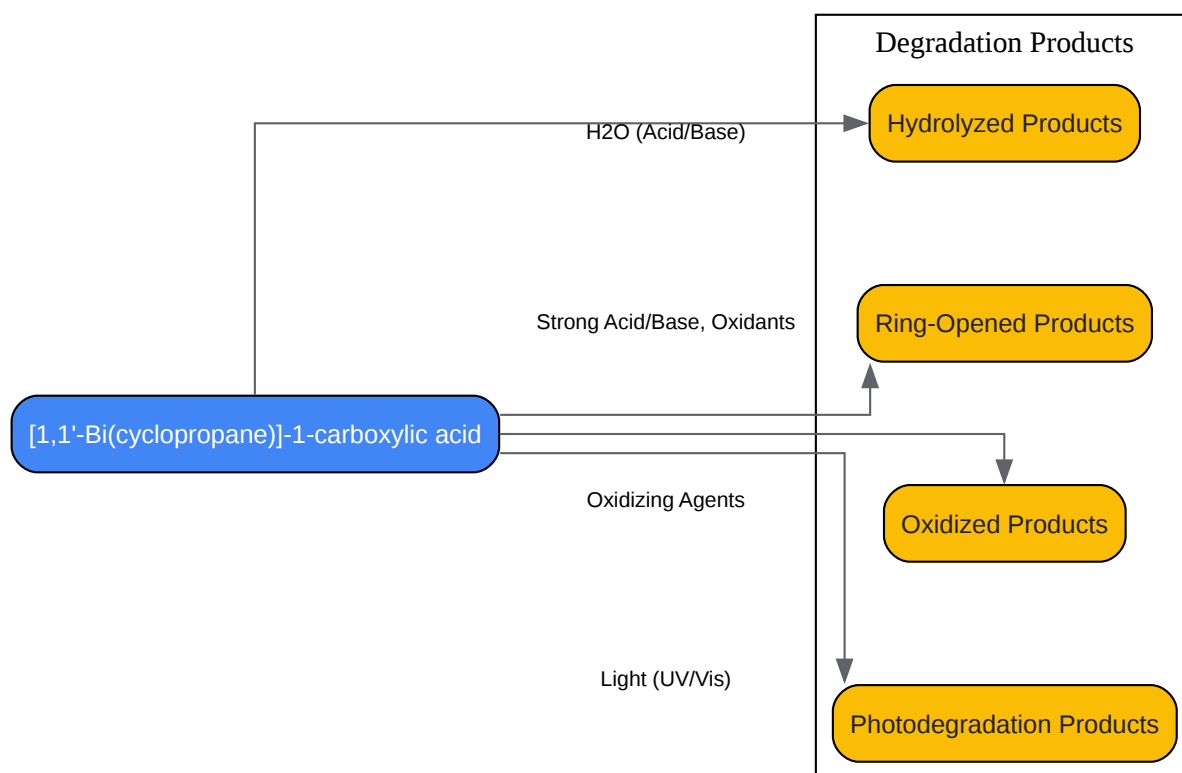 Degradation Products
Hydrolyzed Products
H2O (Acid/Base)
Strong Acid/Base, Oxidants
Ring-Opened Products
[1,1'-Bi(cyclopropane)]-1-carboxylic acid
Oxidizing Agents
Oxidized Products
Light (UV/Vis)
Photodegradation Products